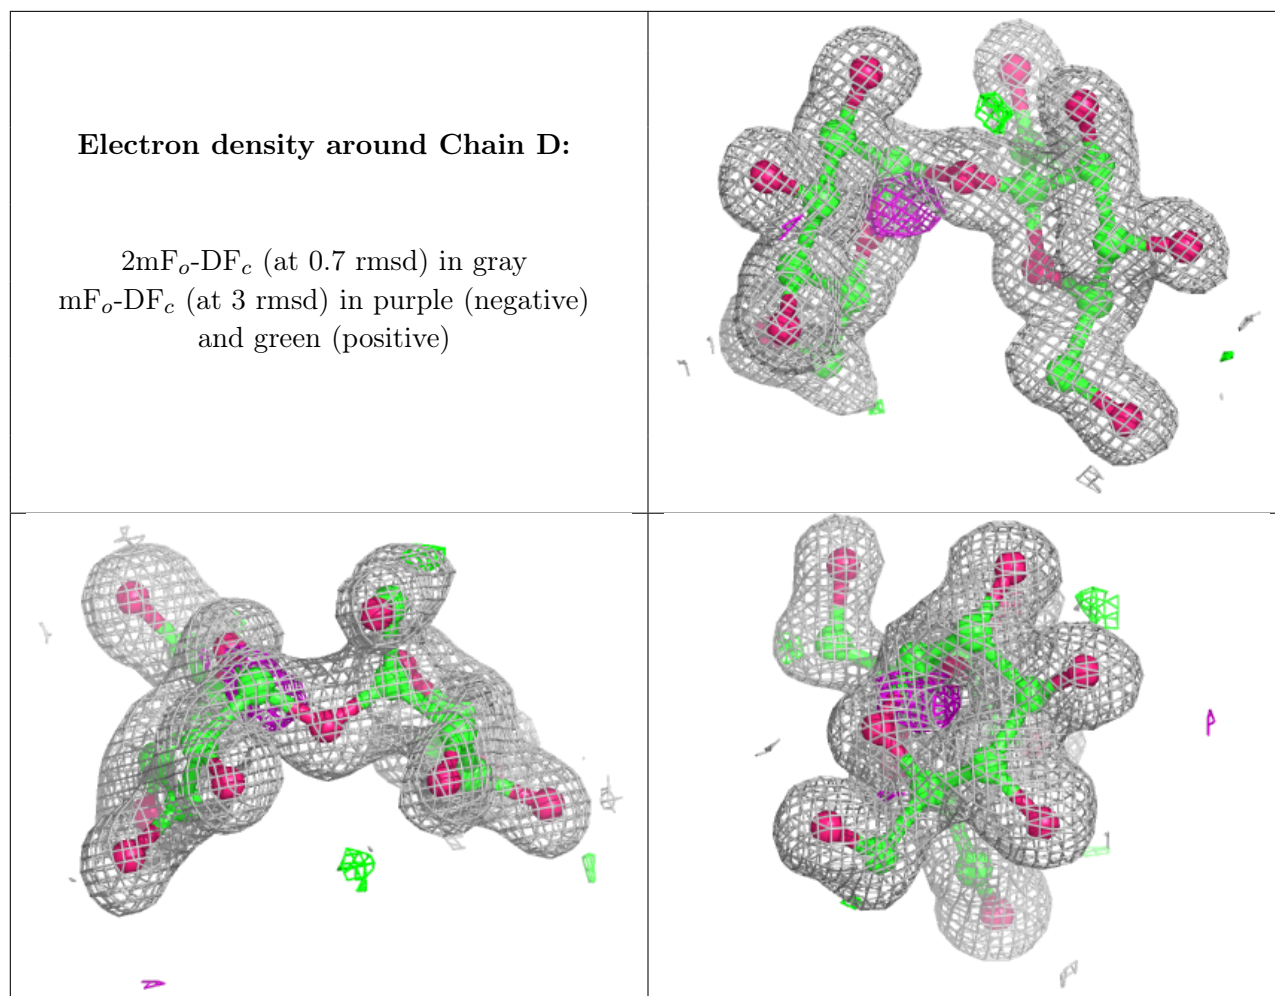 Electron density around Chain D:
2mFo-DFc (at 0.7 rmsd) in gray
mFo-DFc (at 3 rmsd) in purple (negative)
and green (positive)